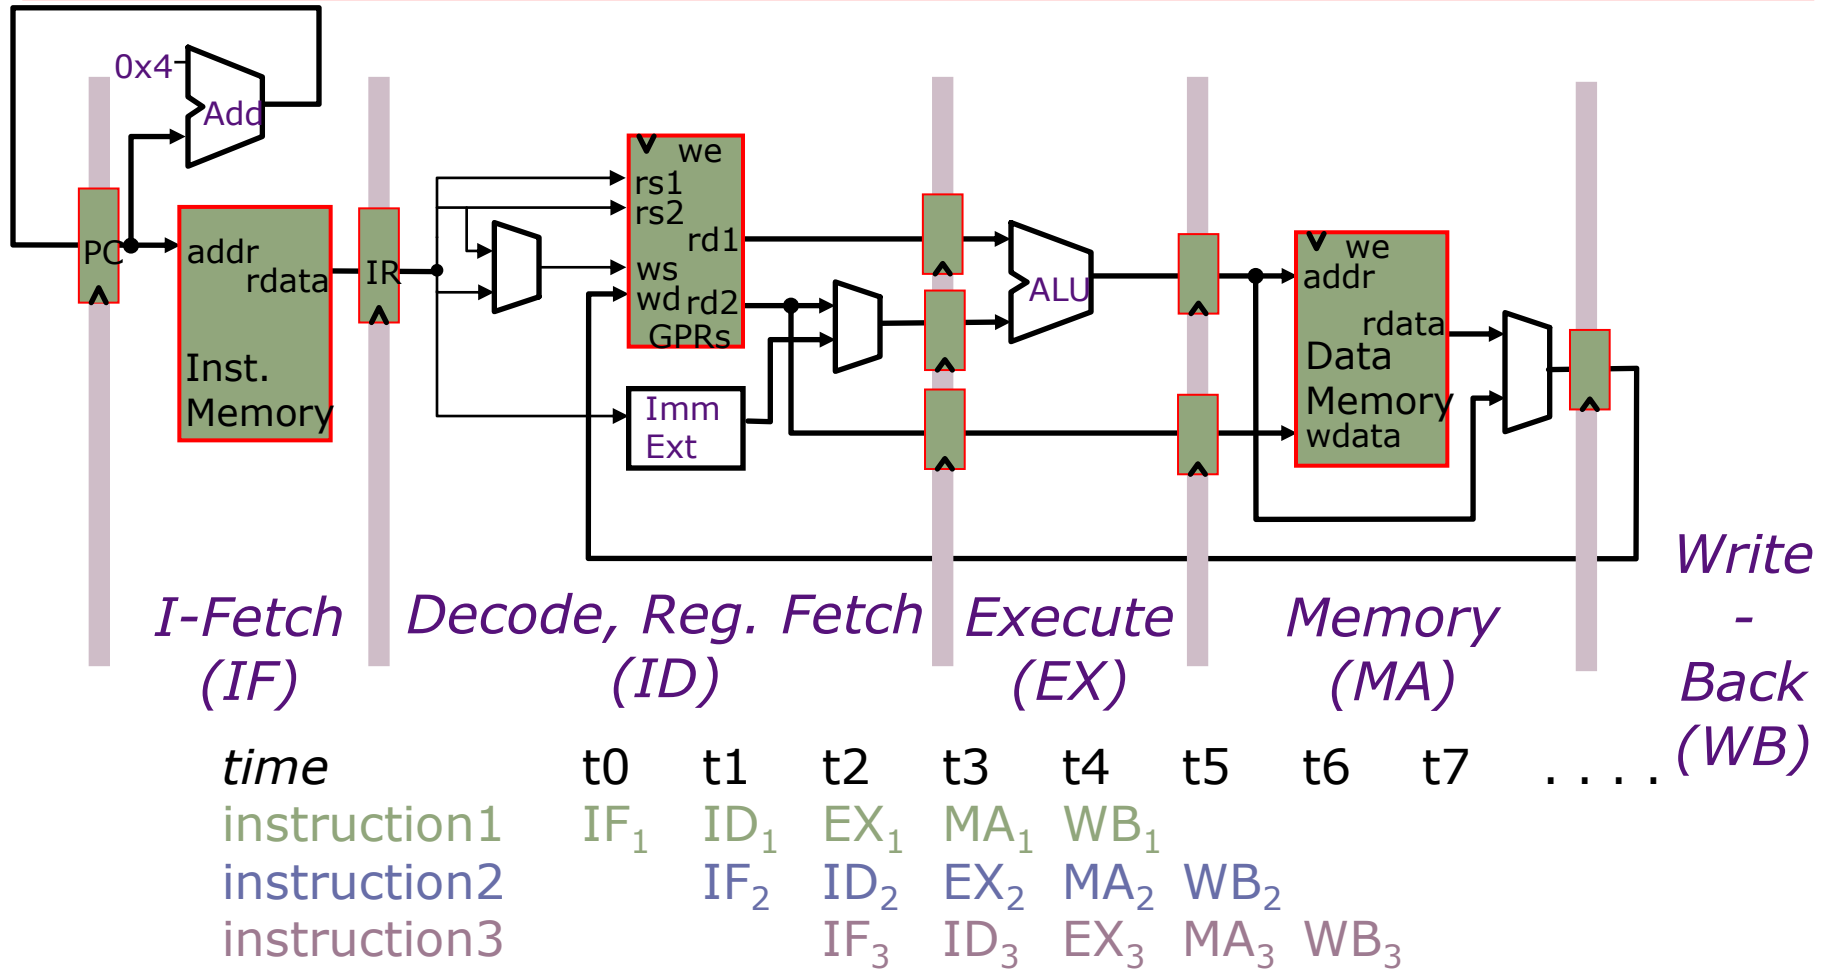 0x4
Add
PC
addr
rdata
Inst.
Memory
IR
we
rs1
rs2
rd1
ws
wd rd2
GPRs
Imm
Ext
ALU
we
addr
rdata
Data
Memory
wdata
I-Fetch
(IF)
Decode, Reg. Fetch
(ID)
Execute
(EX)
Memory
(MA)
Write
-
Back
(WB)
time t0 t1 t2 t3 t4 t5 t6 t7 . . . .
instruction1 IF1 ID1 EX1 MA1 WB1
instruction2 IF2 ID2 EX2 MA2 WB2
instruction3 IF3 ID3 EX3 MA3 WB3